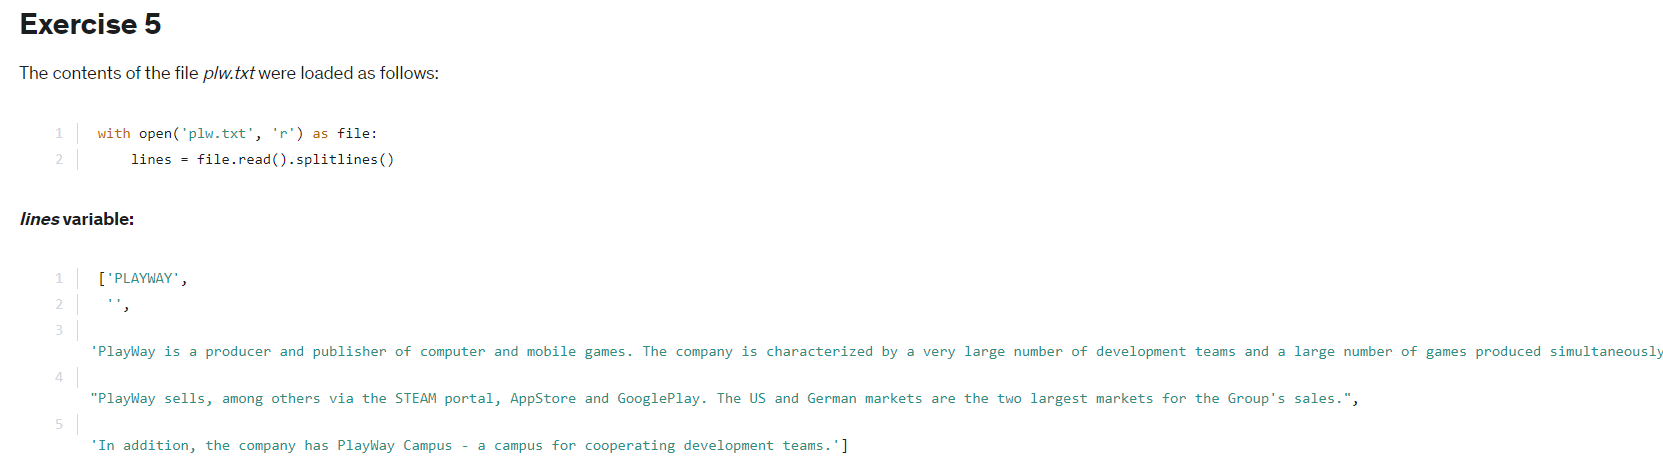 Exercise 5
The contents of the file plw.txt were loaded as follows:
1 with open('plw.txt', 'r') as file:
2 lines = file.read().splitlines()
lines variable:
1 ['PLAYWAY',
2 '',
3
'PlayWay is a producer and publisher of computer and mobile games. The company is characterized by a very large number of development teams and a large number of games produced simultaneously
4
"PlayWay sells, among others via the STEAM portal, AppStore and GooglePlay. The US and German markets are the two largest markets for the Group's sales.",
5
'In addition, the company has PlayWay Campus - a campus for cooperating development teams.']